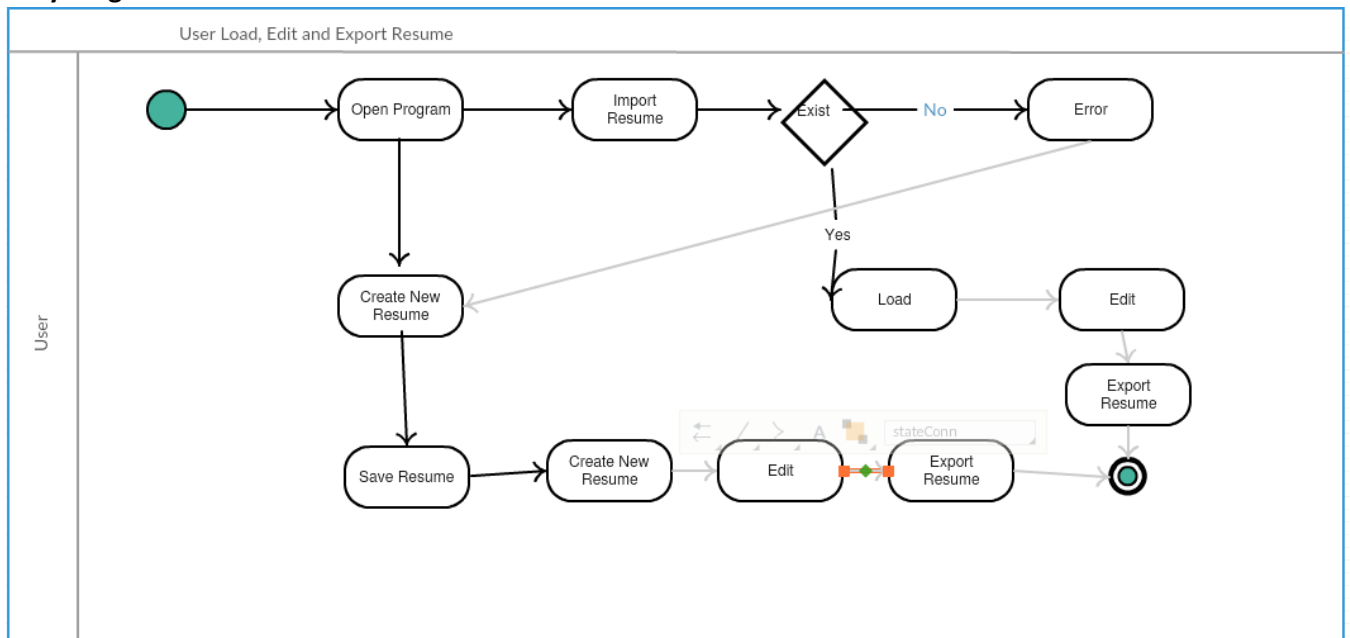 User Load, Edit and Export Resume
User
Open Program
Import
Resume
Exist
No
Error
Yes
Create New
Resume
Load
Edit
Export
Resume
stateConn
Save Resume
Create New
Resume
Edit
A
Export
Resume